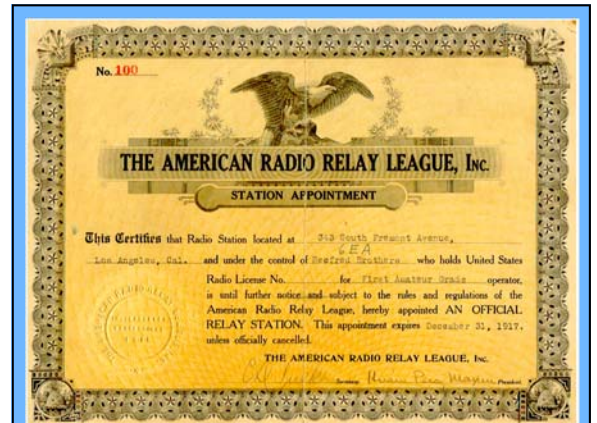 No. 100
THE AMERICAN RADIO RELAY LEAGUE, Inc.
STATION APPOINTMENT
This Certifies that Radio Station located at 343 South Fremont Avenue,
6EA
Los Angeles, Cal. and under the control of Seefred Brothers who holds United States
Radio License No. for First Amateur Grade operator,
is until further notice and subject to the rules and regulations of the
American Radio Relay League, hereby appointed AN OFFICIAL
RELAY STATION. This appointment expires December 31, 1917.
unless officially cancelled.
THE AMERICAN RADIO RELAY LEAGUE, Inc.
Secretary Hiram Percy Maxim President